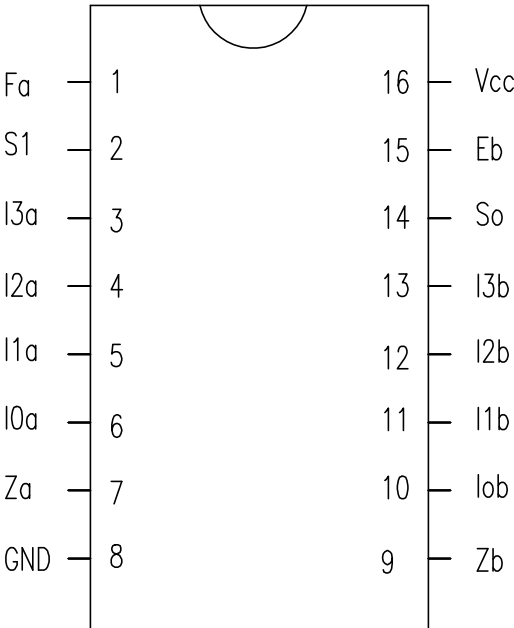 Fa 1 16 Vcc
S1 2 15 Eb
I3a 3 14 So
I2a 4 13 I3b
I1a 5 12 I2b
I0a 6 11 I1b
Za 7 10 Iob
GND 8 9 Zb